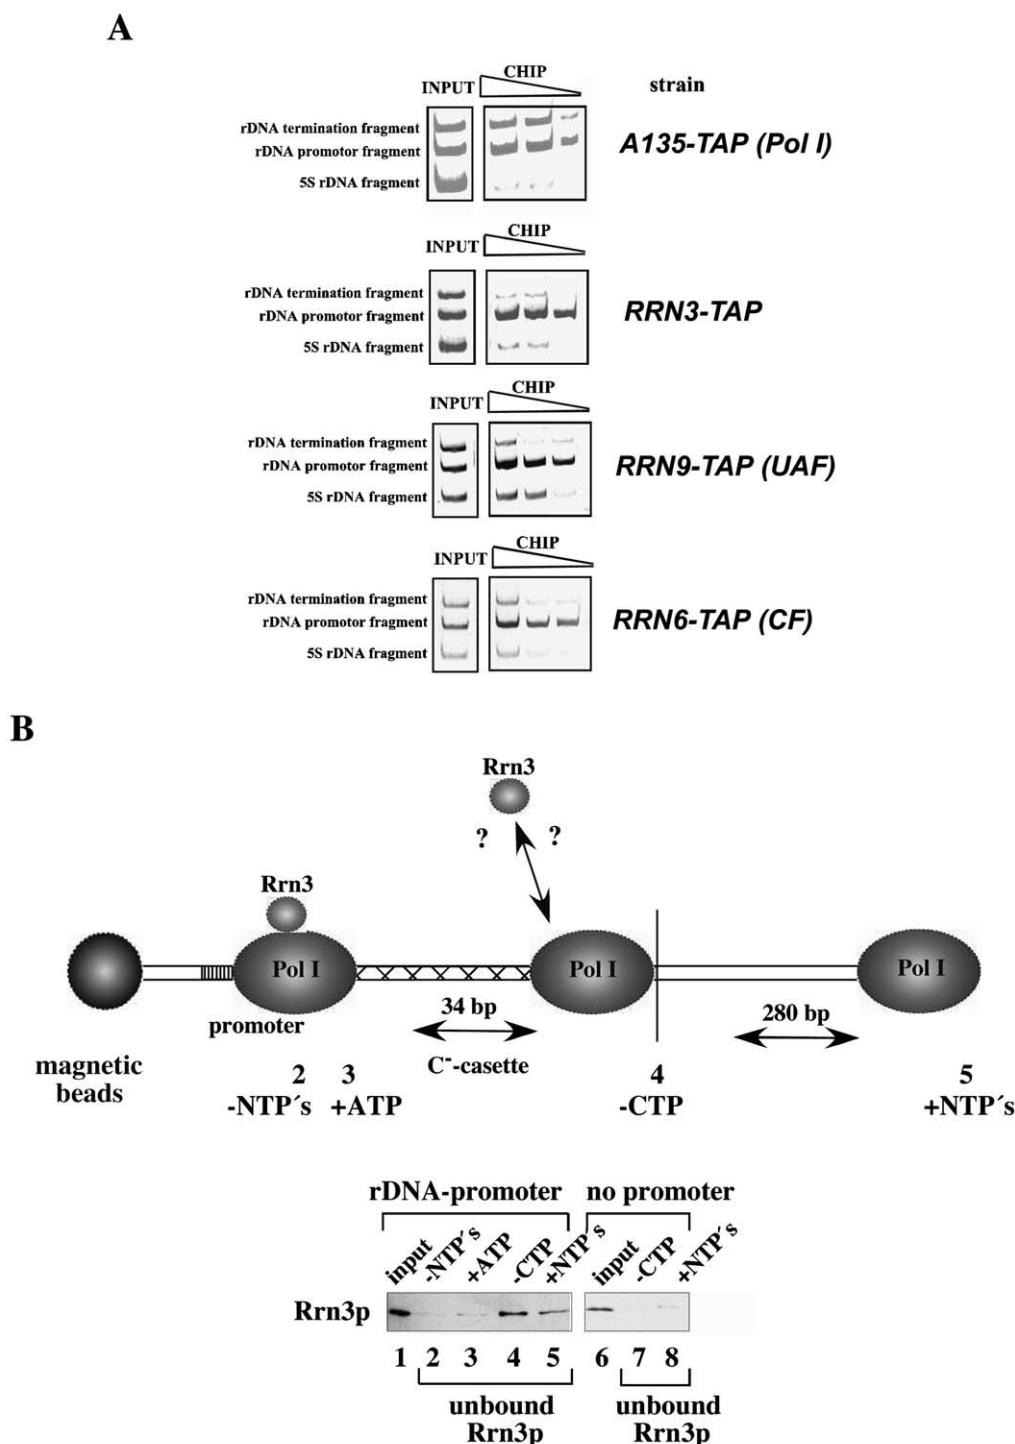 A
INPUT CHIP strain
rDNA termination fragment
rDNA promotor fragment
5S rDNA fragment
A135-TAP (Pol I)
INPUT CHIP
rDNA termination fragment
rDNA promotor fragment
5S rDNA fragment
RRN3-TAP
INPUT CHIP
rDNA termination fragment
rDNA promotor fragment
5S rDNA fragment
RRN9-TAP (UAF)
INPUT CHIP
rDNA termination fragment
rDNA promotor fragment
5S rDNA fragment
RRN6-TAP (CF)
B
Rrn3
? ?
Rrn3
Pol I Pol I Pol I
promoter 34 bp 280 bp
magnetic
beads
C⁻-casette
2 3 4 5
-NTP´s +ATP -CTP +NTP´s
rDNA-promoter no promoter
input -NTP´s +ATP -CTP +NTP´s input -CTP +NTP´s
Rrn3p
1 2 3 4 5 6 7 8
unbound
Rrn3p
unbound
Rrn3p